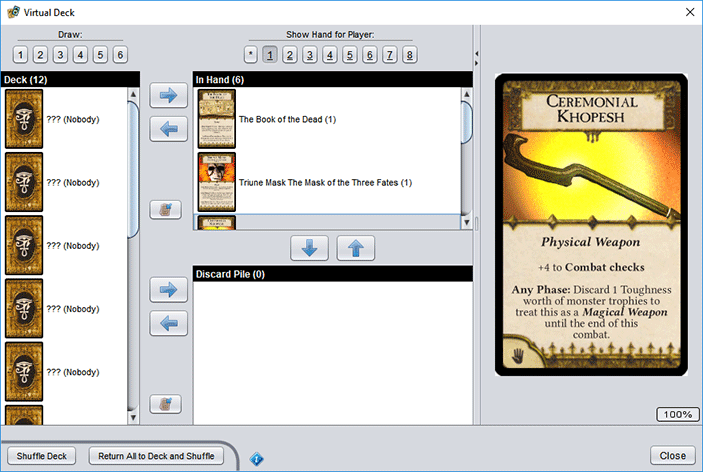 Virtual Deck
Draw:
1 2 3 4 5 6
Show Hand for Player:
* 1 2 3 4 5 6 7 8
Deck (12)
??? (Nobody)
??? (Nobody)
??? (Nobody)
??? (Nobody)
??? (Nobody)
In Hand (6)
The Book of the Dead (1)
Triune Mask The Mask of the Three Fates (1)
Discard Pile (0)
CEREMONIAL
KHOPESH
Physical Weapon
+4 to Combat checks
Any Phase: Discard 1 Toughness
worth of monster trophies to
treat this as a Magical Weapon
until the end of this
combat.
100%
Shuffle Deck
Return All to Deck and Shuffle
Close